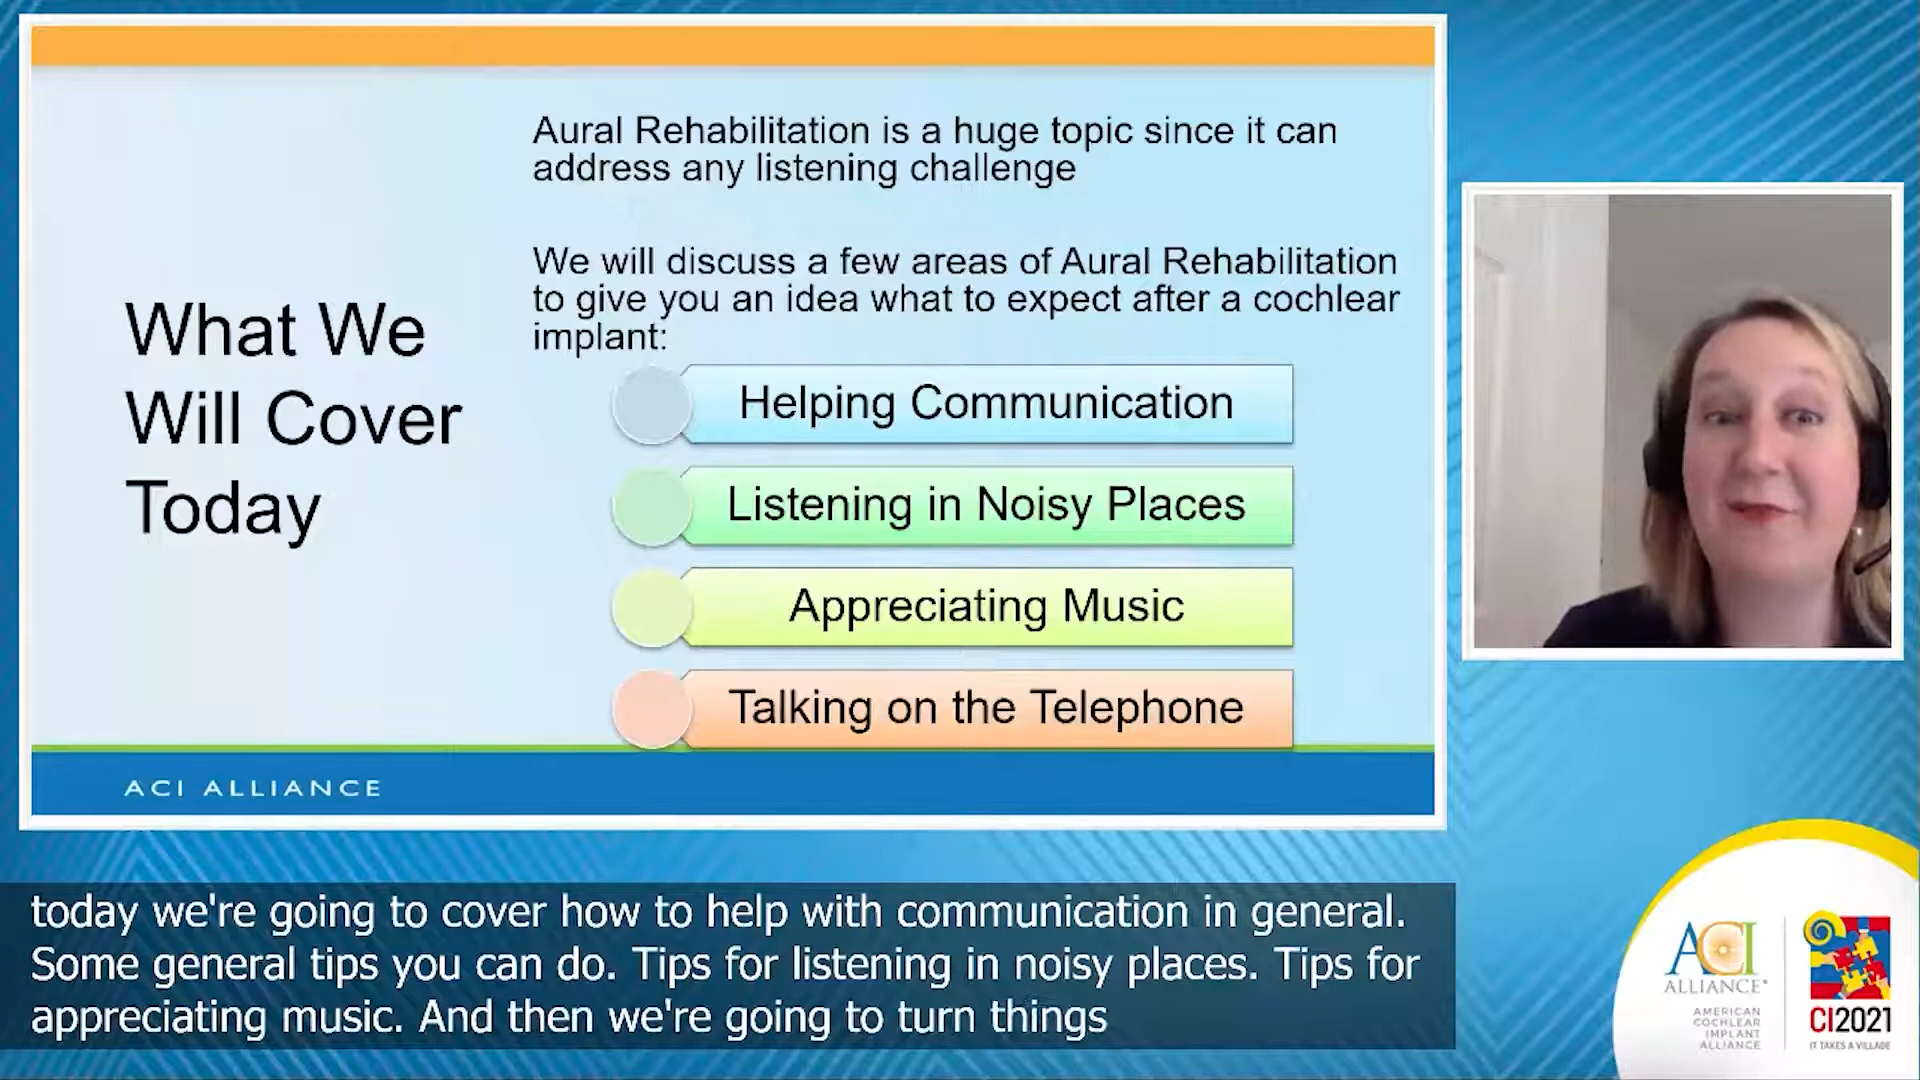 What We
Will Cover
Today
Aural Rehabilitation is a huge topic since it can
address any listening challenge
We will discuss a few areas of Aural Rehabilitation
to give you an idea what to expect after a cochlear
implant:
Helping Communication
Listening in Noisy Places
Appreciating Music
Talking on the Telephone
ACI ALLIANCE
today we're going to cover how to help with communication in general.
Some general tips you can do. Tips for listening in noisy places. Tips for
appreciating music. And then we're going to turn things
ACI
ALLIANCE
AMERICAN
COCHLEAR
IMPLANT
ALLIANCE
CI2021
IT TAKES A VILLAGE